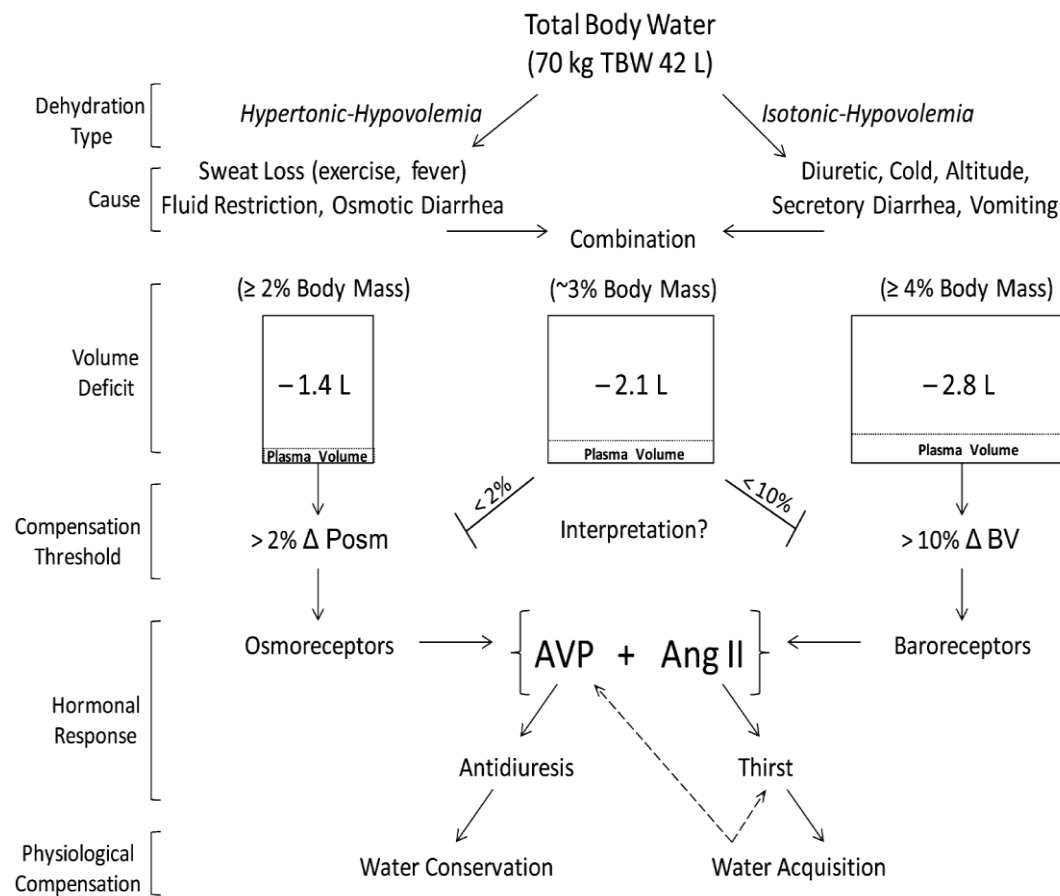 Total Body Water
(70 kg TBW 42 L)
Dehydration
Type
Hypertonic-Hypovolemia
Isotonic-Hypovolemia
Cause
Sweat Loss (exercise, fever)
Fluid Restriction, Osmotic Diarrhea
Diuretic, Cold, Altitude,
Secretory Diarrhea, Vomiting
Combination
Volume
Deficit
(≥ 2% Body Mass)
(~3% Body Mass)
(≥ 4% Body Mass)
– 1.4 L
– 2.1 L
– 2.8 L
Plasma Volume
Plasma Volume
Plasma Volume
Compensation
Threshold
< 2%
< 10%
> 2% Δ Posm
Interpretation?
> 10% Δ BV
Hormonal
Response
Osmoreceptors
AVP + Ang II
Baroreceptors
Antidiuresis
Thirst
Physiological
Compensation
Water Conservation
Water Acquisition